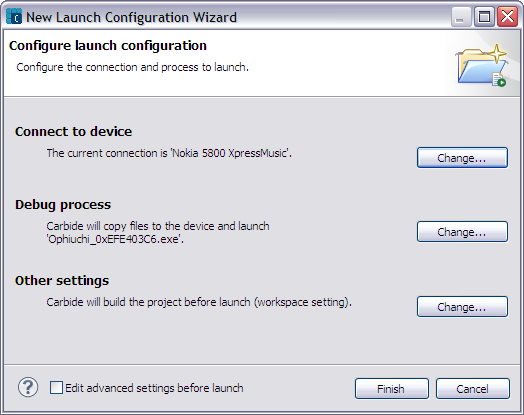 New Launch Configuration Wizard
Configure launch configuration
Configure the connection and process to launch.
Connect to device
The current connection is 'Nokia 5800 XpressMusic'.
Change...
Debug process
Carbide will copy files to the device and launch
'Ophiuchi_0xEFE403C6.exe'.
Change...
Other settings
Carbide will build the project before launch (workspace setting).
Change...
Edit advanced settings before launch
Finish
Cancel